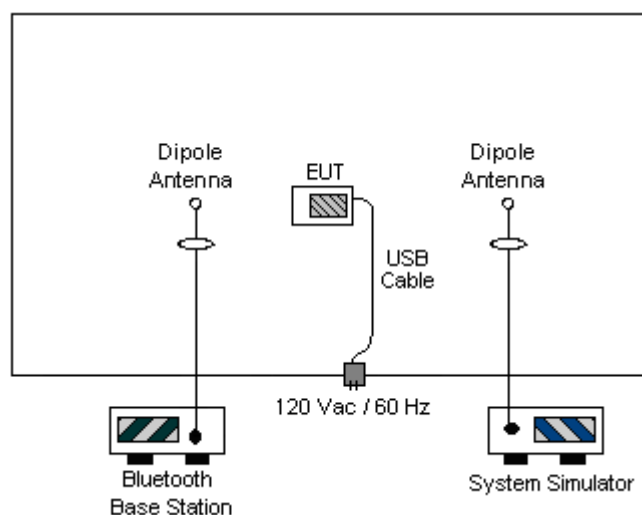 Dipole
Antenna
EUT
Dipole
Antenna
USB
Cable
120 Vac / 60 Hz
Bluetooth
Base Station
System Simulator